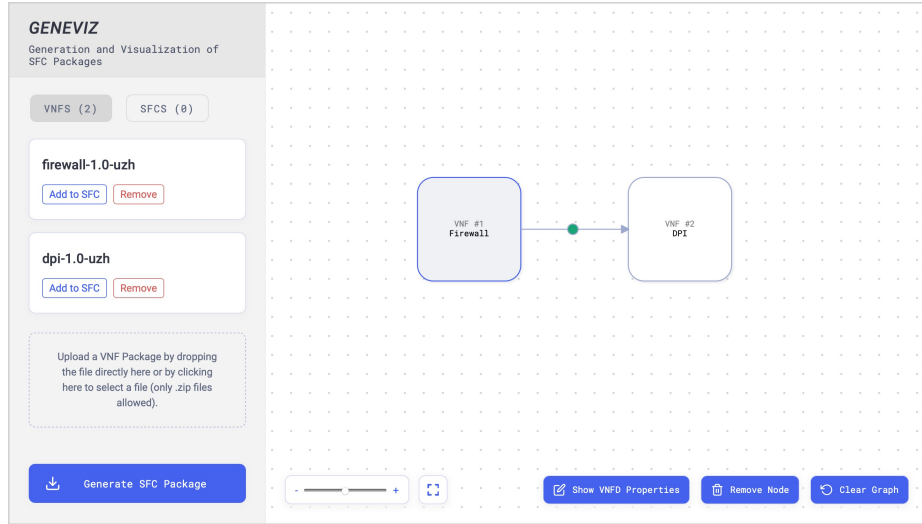 GENEVIZ
Generation and Visualization of
SFC Packages
VNFS (2)
SFCS (0)
firewall-1.0-uzh
Add to SFC
Remove
dpi-1.0-uzh
Add to SFC
Remove
Upload a VNF Package by dropping
the file directly here or by clicking
here to select a file (only .zip files
allowed).
Generate SFC Package
VNF #1
Firewall
VNF #2
DPI
- +
Show VNFD Properties
Remove Node
Clear Graph